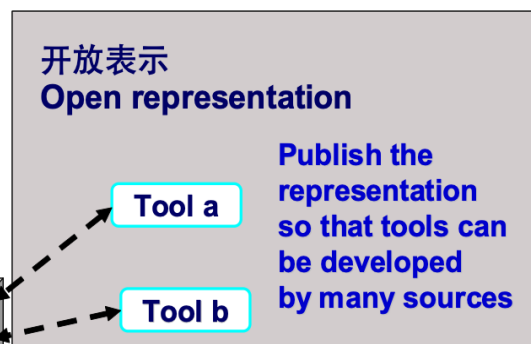 开放表示
Open representation
Publish the
representation
so that tools can
be developed
by many sources
Tool a
Tool b